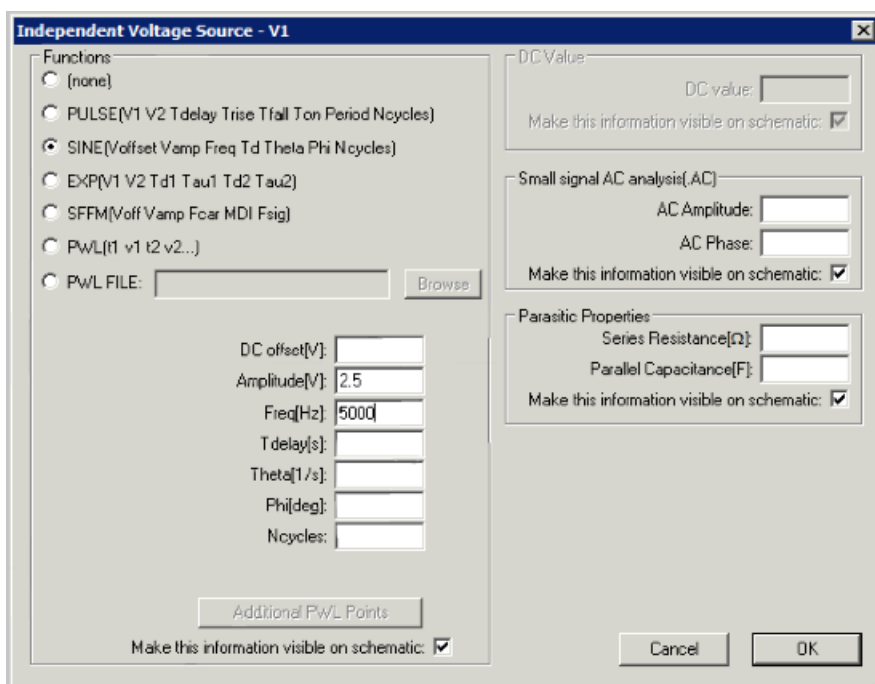 Independent Voltage Source - V1
Functions
(none)
PULSE(V1 V2 Tdelay Trise Tfall Ton Period Ncycles)
SINE(Voffset Vamp Freq Td Theta Phi Ncycles)
EXP(V1 V2 Td1 Tau1 Td2 Tau2)
SFFM(Voff Vamp Fcar MDI Fsig)
PWL(t1 v1 t2 v2...)
PWL FILE:
Browse
DC offset[V]:
Amplitude[V]: 2.5
Freq[Hz]: 5000
Tdelay[s]:
Theta[1/s]:
Phi[deg]:
Ncycles:
Additional PWL Points
Make this information visible on schematic:
DC Value
DC value:
Make this information visible on schematic:
Small signal AC analysis(.AC)
AC Amplitude:
AC Phase:
Make this information visible on schematic:
Parasitic Properties
Series Resistance[Ω]:
Parallel Capacitance[F]:
Make this information visible on schematic:
Cancel
OK